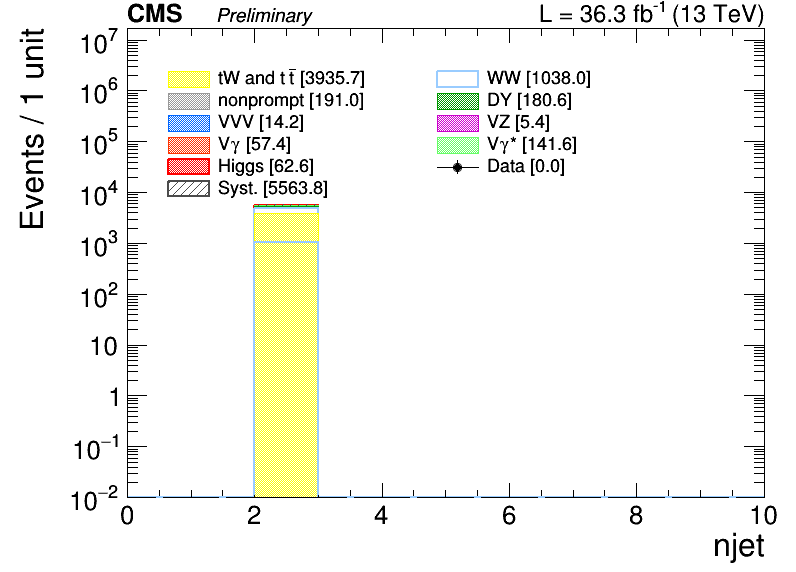 CMS Preliminary L = 36.3 fb⁻¹ (13 TeV)
Events / 1 unit
10⁷
10⁶
10⁵
10⁴
10³
10²
10
1
10⁻¹
10⁻²
tW and tt̅ [3935.7]
nonprompt [191.0]
VVV [14.2]
Vγ [57.4]
Higgs [62.6]
Syst. [5563.8]
WW [1038.0]
DY [180.6]
VZ [5.4]
Vγ* [141.6]
Data [0.0]
0 2 4 6 8 10
njet